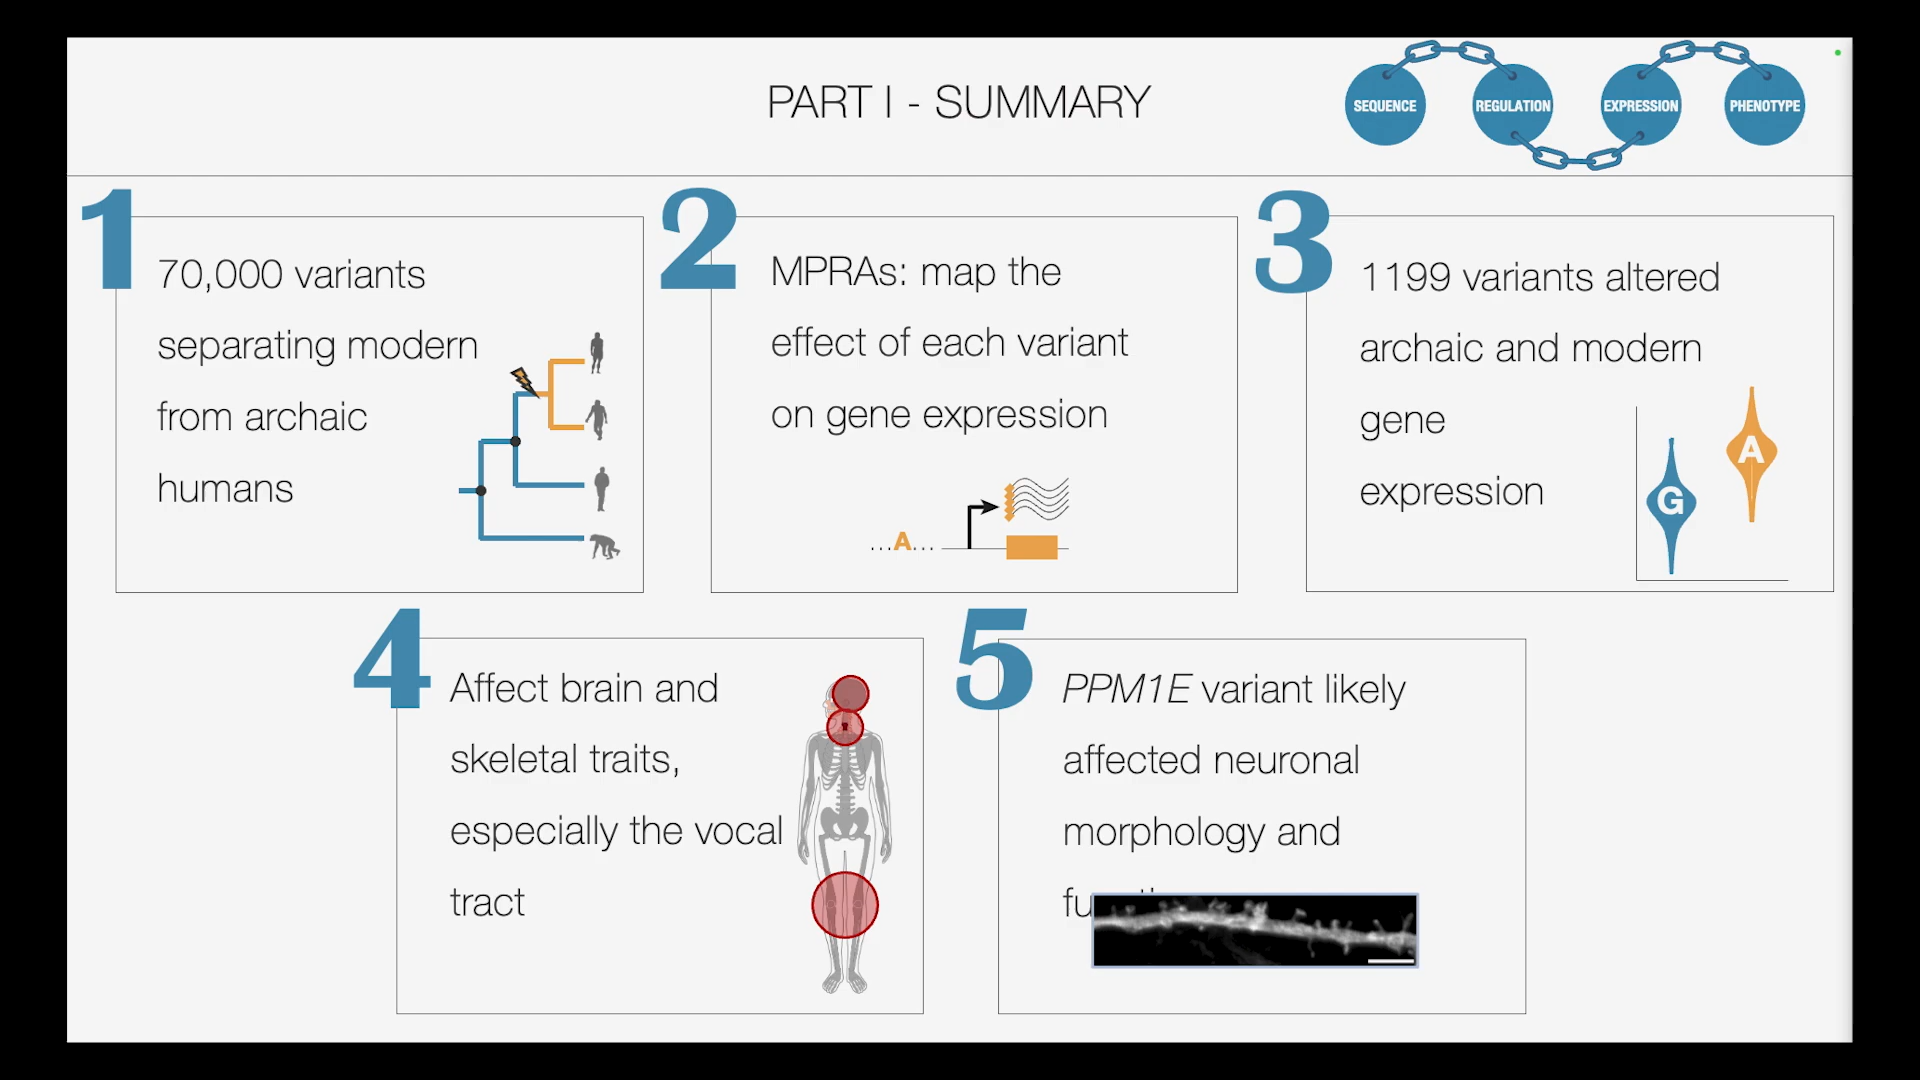 PART I - SUMMARY
SEQUENCE
REGULATION
EXPRESSION
PHENOTYPE
1
70,000 variants
separating modern
from archaic
humans
2
MPRAs: map the
effect of each variant
on gene expression
...A...
3
1199 variants altered
archaic and modern
gene
expression
G
A
4
Affect brain and
skeletal traits,
especially the vocal
tract
5
PPM1E variant likely
affected neuronal
morphology and